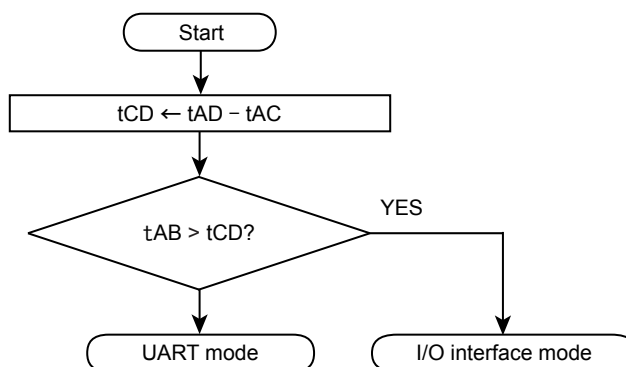 Start
tCD ← tAD − tAC
tAB > tCD?
YES
UART mode
I/O interface mode